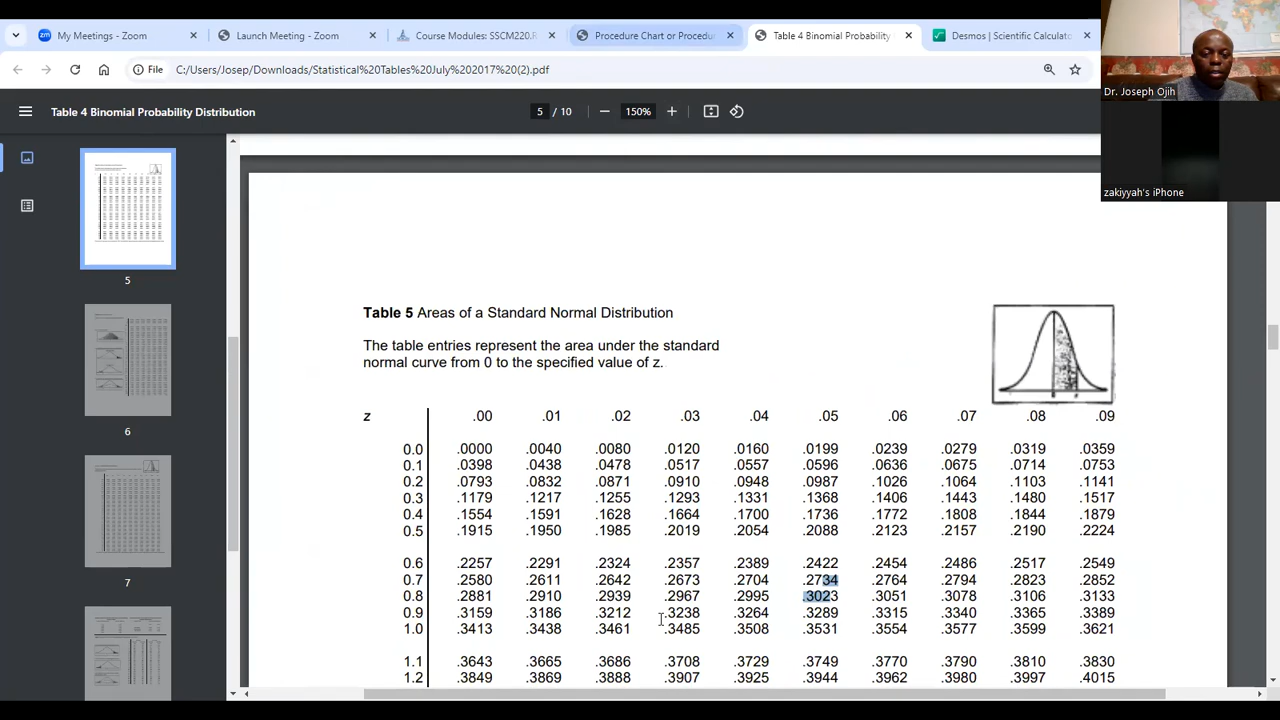 My Meetings - Zoom
Launch Meeting - Zoom
Course Modules: SSCM220.R
Procedure Chart or Procedur
Table 4 Binomial Probability
Desmos | Scientific Calculato
File
C:/Users/Josep/Downloads/Statistical%20Tables%20July%202017%20(2).pdf
Dr. Joseph Ojih
Table 4 Binomial Probability Distribution
5 / 10
150%
zakiyyah's iPhone
5
6
7
Table 5 Areas of a Standard Normal Distribution
The table entries represent the area under the standard
normal curve from 0 to the specified value of z.
z .00 .01 .02 .03 .04 .05 .06 .07 .08 .09
0.0 .0000 .0040 .0080 .0120 .0160 .0199 .0239 .0279 .0319 .0359
0.1 .0398 .0438 .0478 .0517 .0557 .0596 .0636 .0675 .0714 .0753
0.2 .0793 .0832 .0871 .0910 .0948 .0987 .1026 .1064 .1103 .1141
0.3 .1179 .1217 .1255 .1293 .1331 .1368 .1406 .1443 .1480 .1517
0.4 .1554 .1591 .1628 .1664 .1700 .1736 .1772 .1808 .1844 .1879
0.5 .1915 .1950 .1985 .2019 .2054 .2088 .2123 .2157 .2190 .2224
0.6 .2257 .2291 .2324 .2357 .2389 .2422 .2454 .2486 .2517 .2549
0.7 .2580 .2611 .2642 .2673 .2704 .2734 .2764 .2794 .2823 .2852
0.8 .2881 .2910 .2939 .2967 .2995 .3023 .3051 .3078 .3106 .3133
0.9 .3159 .3186 .3212 .3238 .3264 .3289 .3315 .3340 .3365 .3389
1.0 .3413 .3438 .3461 .3485 .3508 .3531 .3554 .3577 .3599 .3621
1.1 .3643 .3665 .3686 .3708 .3729 .3749 .3770 .3790 .3810 .3830
1.2 .3849 .3869 .3888 .3907 .3925 .3944 .3962 .3980 .3997 .4015